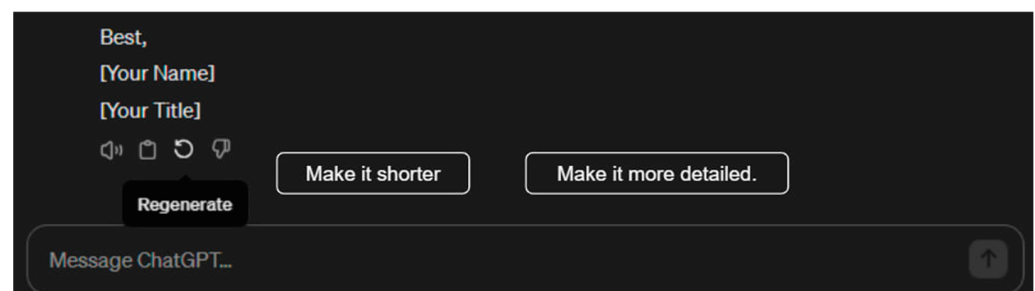 Best,
[Your Name]
[Your Title]
Make it shorter
Make it more detailed.
Regenerate
Message ChatGPT...